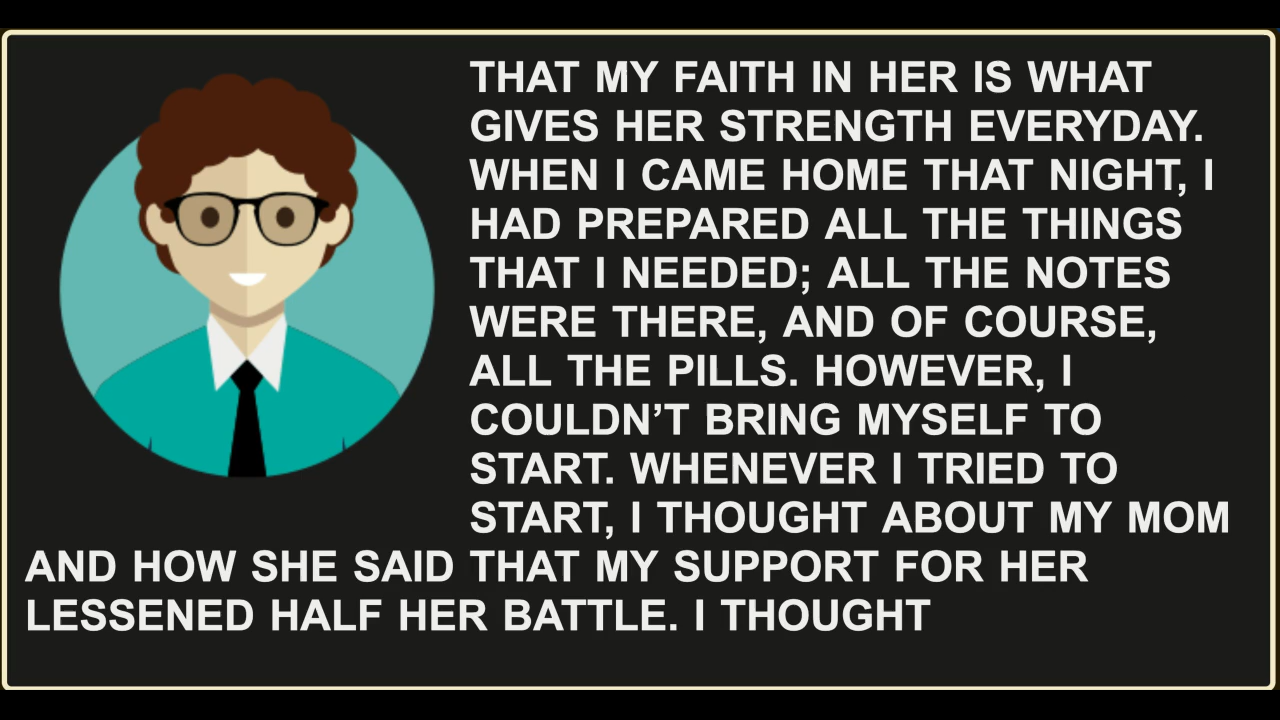 THAT MY FAITH IN HER IS WHAT
GIVES HER STRENGTH EVERYDAY.
WHEN I CAME HOME THAT NIGHT, I
HAD PREPARED ALL THE THINGS
THAT I NEEDED; ALL THE NOTES
WERE THERE, AND OF COURSE,
ALL THE PILLS. HOWEVER, I
COULDN’T BRING MYSELF TO
START. WHENEVER I TRIED TO
START, I THOUGHT ABOUT MY MOM
AND HOW SHE SAID THAT MY SUPPORT FOR HER
LESSENED HALF HER BATTLE. I THOUGHT